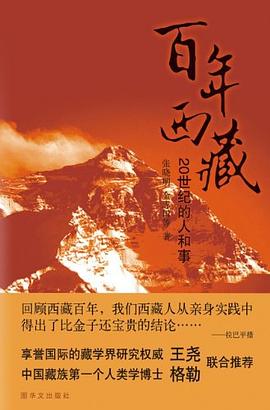 百年
西藏
20世纪的人和事
张晓明
著
回顾西藏百年,我们西藏人从亲身实践中
得出了比金子还宝贵的结论……
——拉巴平措
享誉国际的藏学界研究权威 王尧
中国藏族第一个人类学博士 格勒
联合推荐
华文出版社